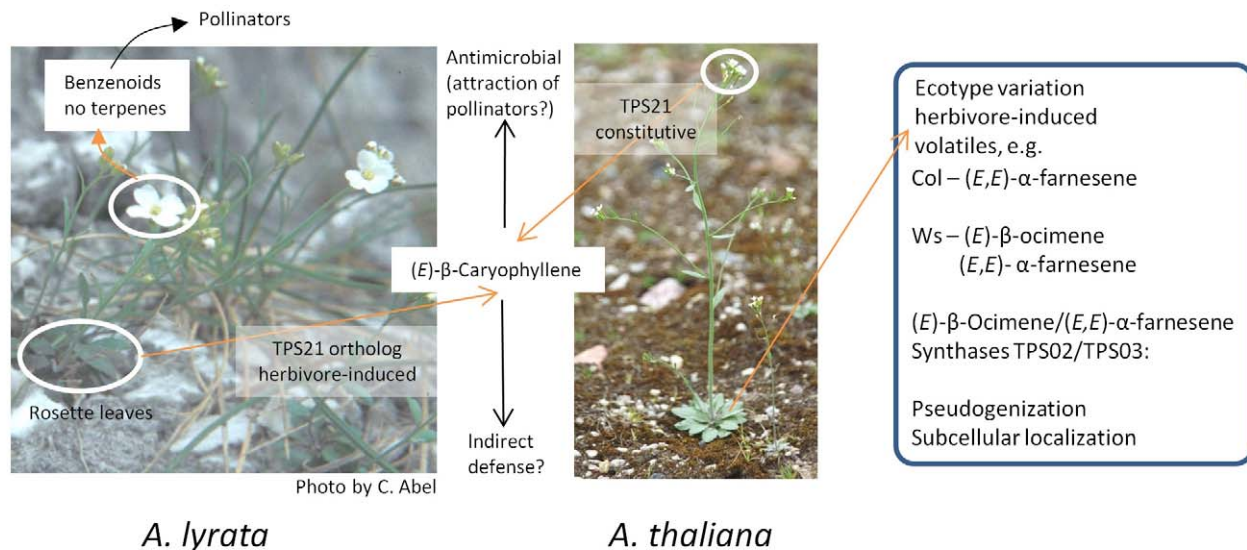 Pollinators
Benzenoids
no terpenes
Rosette leaves
TPS21 ortholog
herbivore-induced
Photo by C. Abel
A. lyrata
Antimicrobial
(attraction of
pollinators?)
(E)-β-Caryophyllene
Indirect
defense?
TPS21
constitutive
A. thaliana
Ecotype variation
herbivore-induced
volatiles, e.g.
Col – (E,E)-α-farnesene
Ws – (E)-β-ocimene
(E,E)- α-farnesene
(E)-β-Ocimene/(E,E)-α-farnesene
Synthases TPS02/TPS03:
Pseudogenization
Subcellular localization